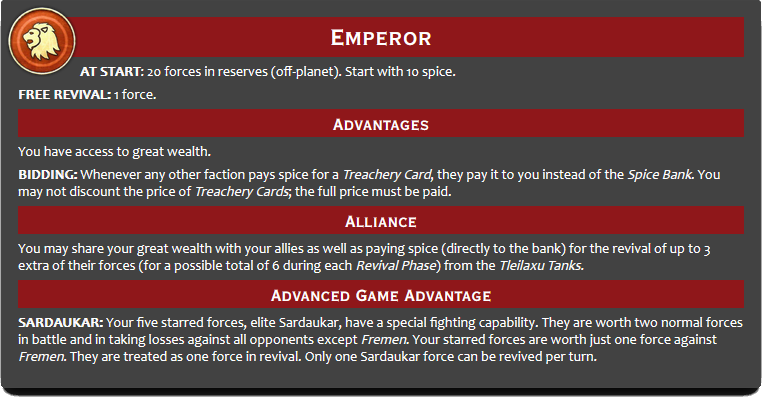 EMPEROR
AT START: 20 forces in reserves (off-planet). Start with 10 spice.
FREE REVIVAL: 1 force.
ADVANTAGES
You have access to great wealth.
BIDDING: Whenever any other faction pays spice for a Treachery Card, they pay it to you instead of the Spice Bank. You
may not discount the price of Treachery Cards; the full price must be paid.
ALLIANCE
You may share your great wealth with your allies as well as paying spice (directly to the bank) for the revival of up to 3
extra of their forces (for a possible total of 6 during each Revival Phase) from the Tleilaxu Tanks.
ADVANCED GAME ADVANTAGE
SARDAUKAR: Your five starred forces, elite Sardaukar, have a special fighting capability. They are worth two normal forces
in battle and in taking losses against all opponents except Fremen. Your starred forces are worth just one force against
Fremen. They are treated as one force in revival. Only one Sardaukar force can be revived per turn.